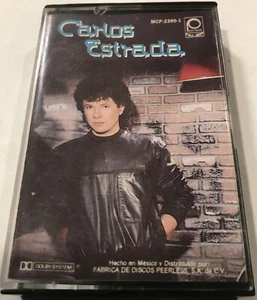 MCP-2395-1
Carlos
Estrada
DOLBY SYSTEM
Hecho en México y Distribuido por:
FABRICA DE DISCOS PEERLESS, S.A. de C.V.